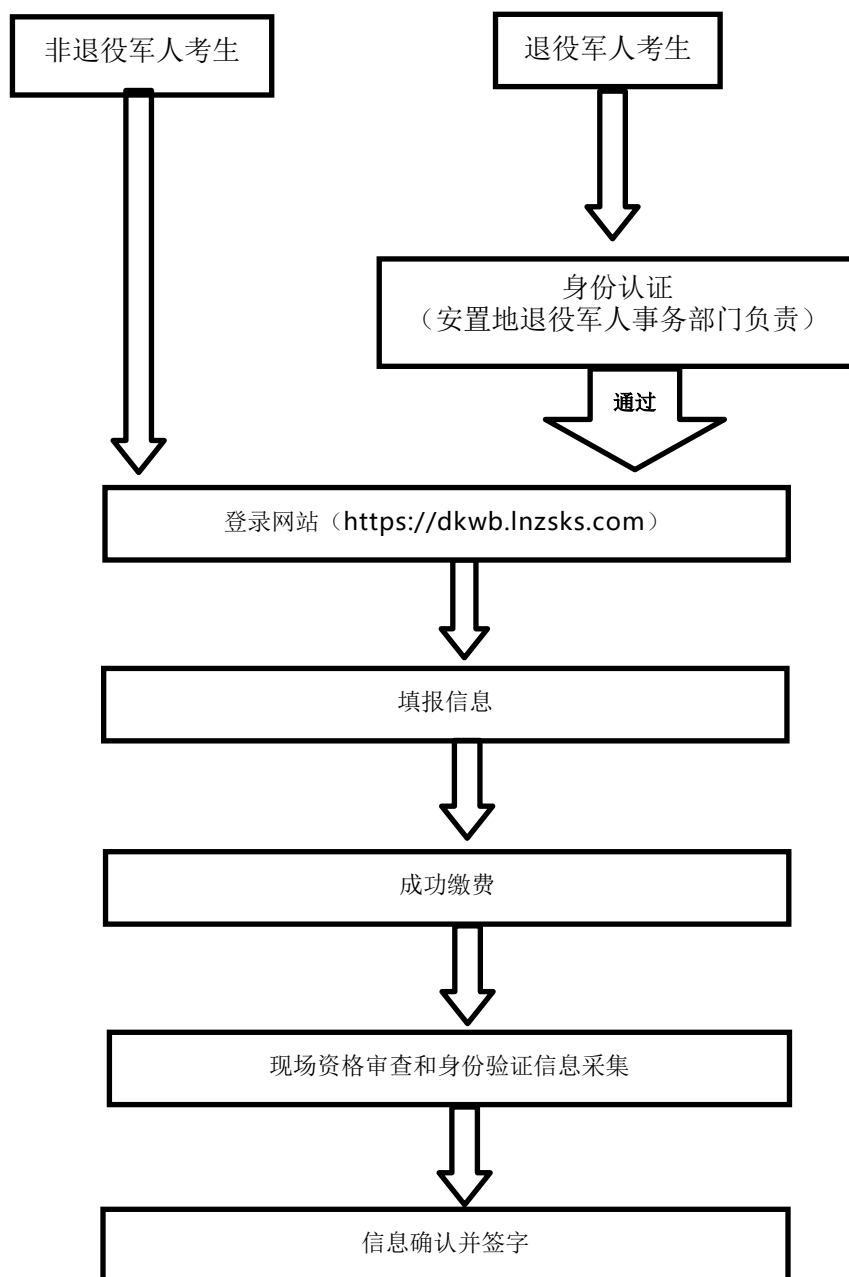 非退役军人考生
退役军人考生
身份认证
（安置地退役军人事务部门负责）
通过
登录网站（https://dkwb.lnzsks.com）
填报信息
成功缴费
现场资格审查和身份验证信息采集
信息确认并签字